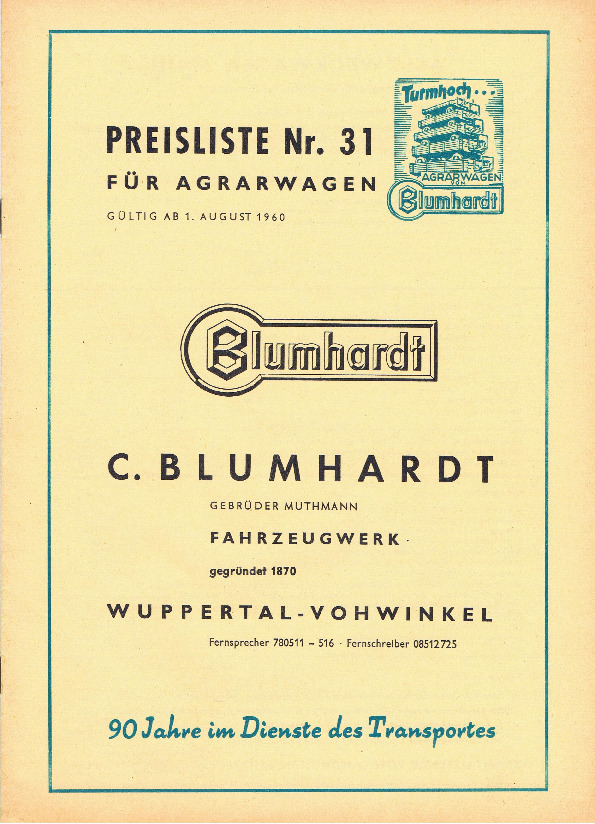 Turmhoch...
AGRARWAGEN
VON
Blumhardt
PREISLISTE Nr. 31
FÜR AGRARWAGEN
GÜLTIG AB 1. AUGUST 1960
Blumhardt
C. BLUMHARDT
GEBRÜDER MUTHMANN
FAHRZEUGWERK
gegründet 1870
WUPPERTAL-VOHWINKEL
Fernsprecher 780511 – 516 · Fernschreiber 08512725
90 Jahre im Dienste des Transportes